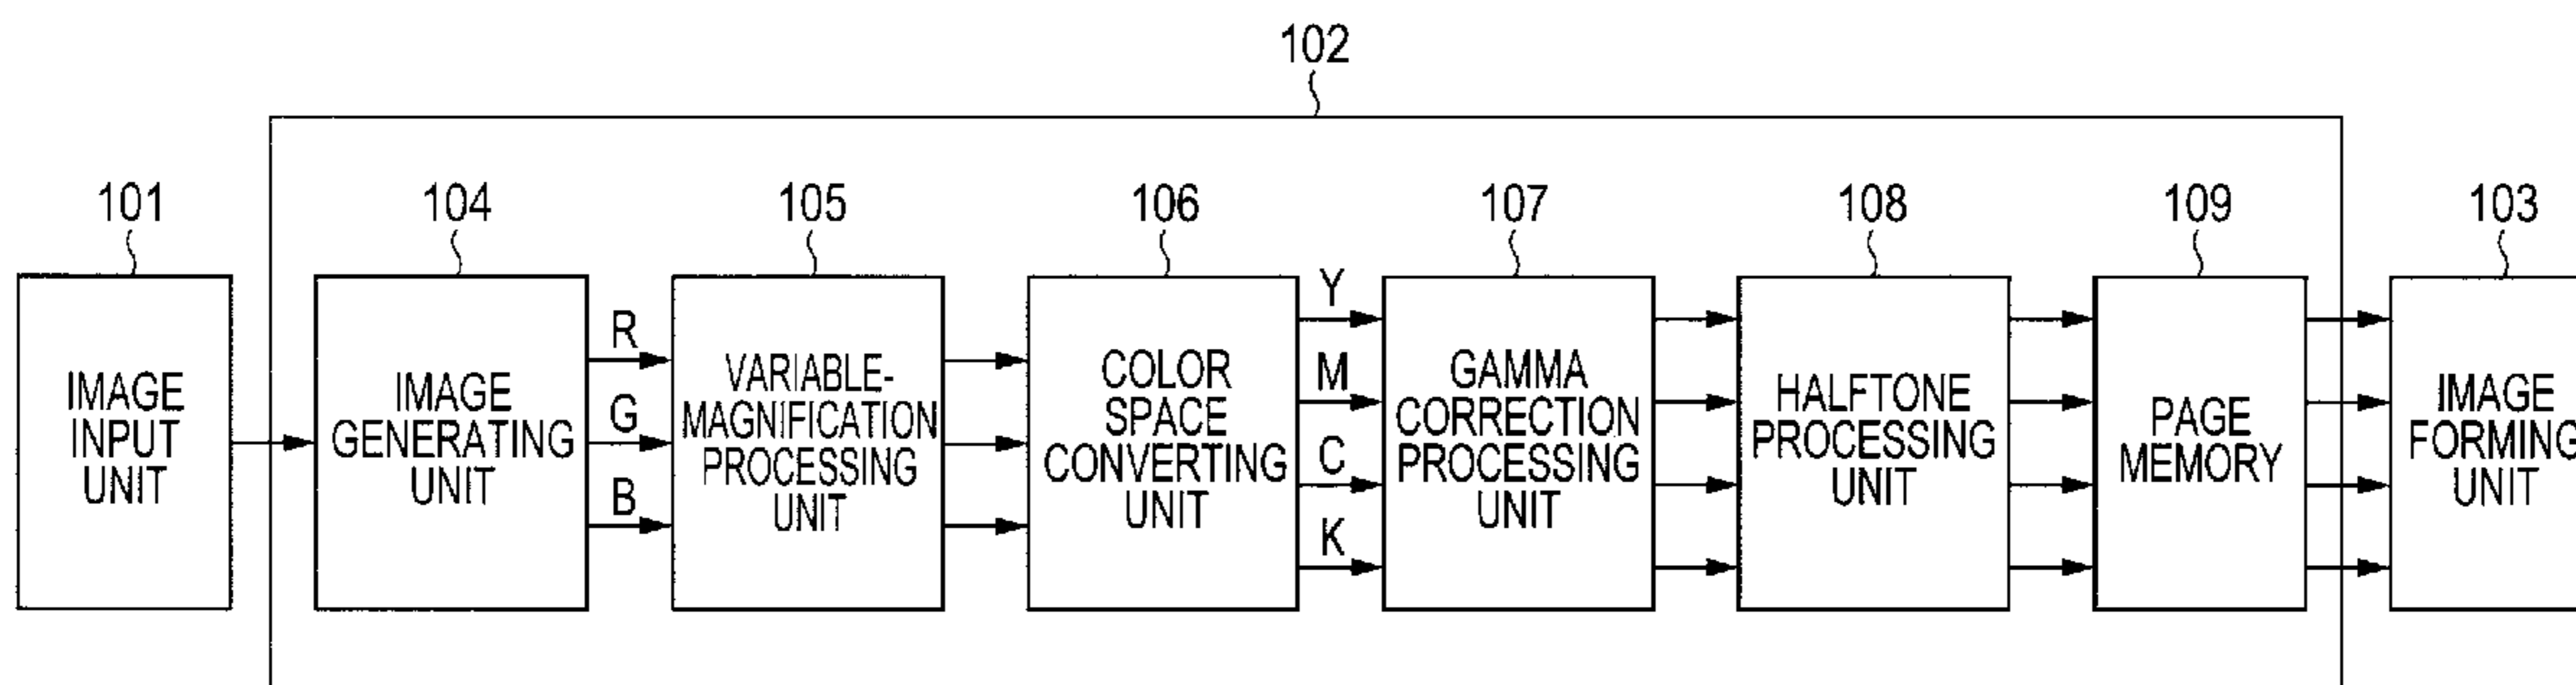 102
101
104
105
106
107
108
109
103
IMAGE
INPUT
UNIT
IMAGE
GENERATING
UNIT
R
G
B
VARIABLE-
MAGNIFICATION
PROCESSING
UNIT
COLOR
SPACE
CONVERTING
UNIT
Y
M
C
K
GAMMA
CORRECTION
PROCESSING
UNIT
HALFTONE
PROCESSING
UNIT
PAGE
MEMORY
IMAGE
FORMING
UNIT